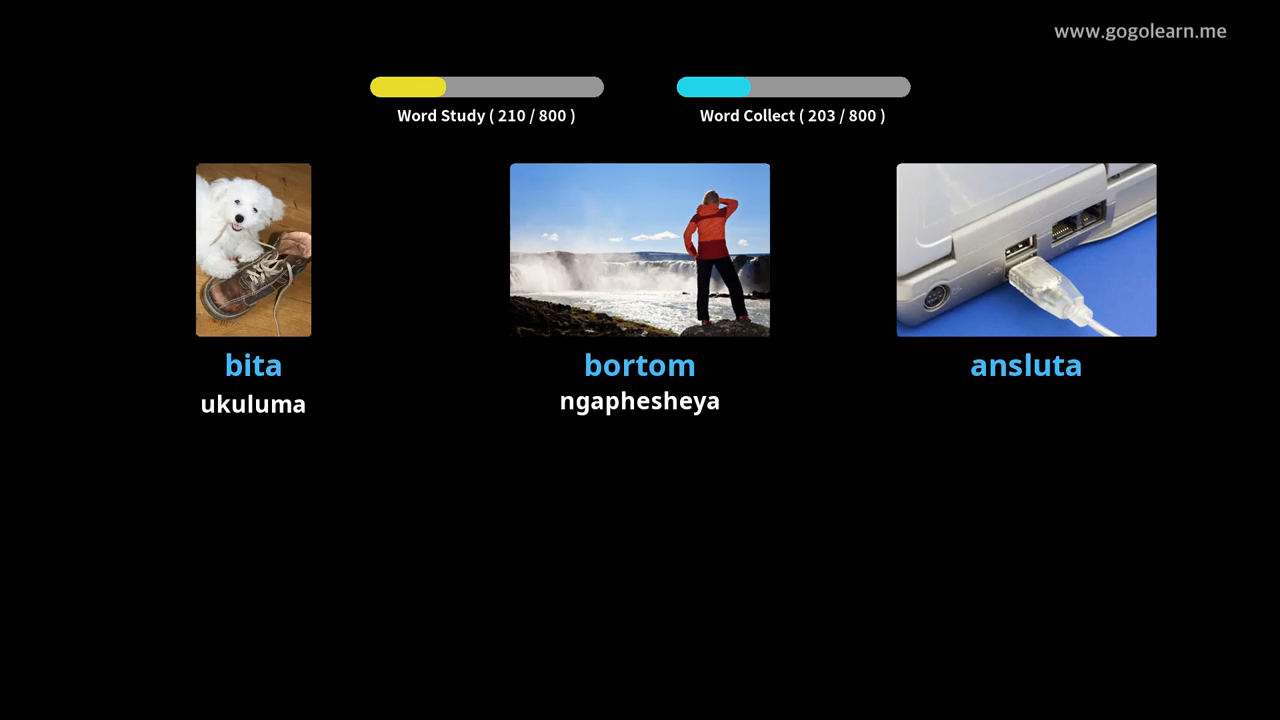 www.gogolearn.me
Word Study ( 210 / 800 )
Word Collect ( 203 / 800 )
bita
ukuluma
bortom
ngaphesheya
ansluta